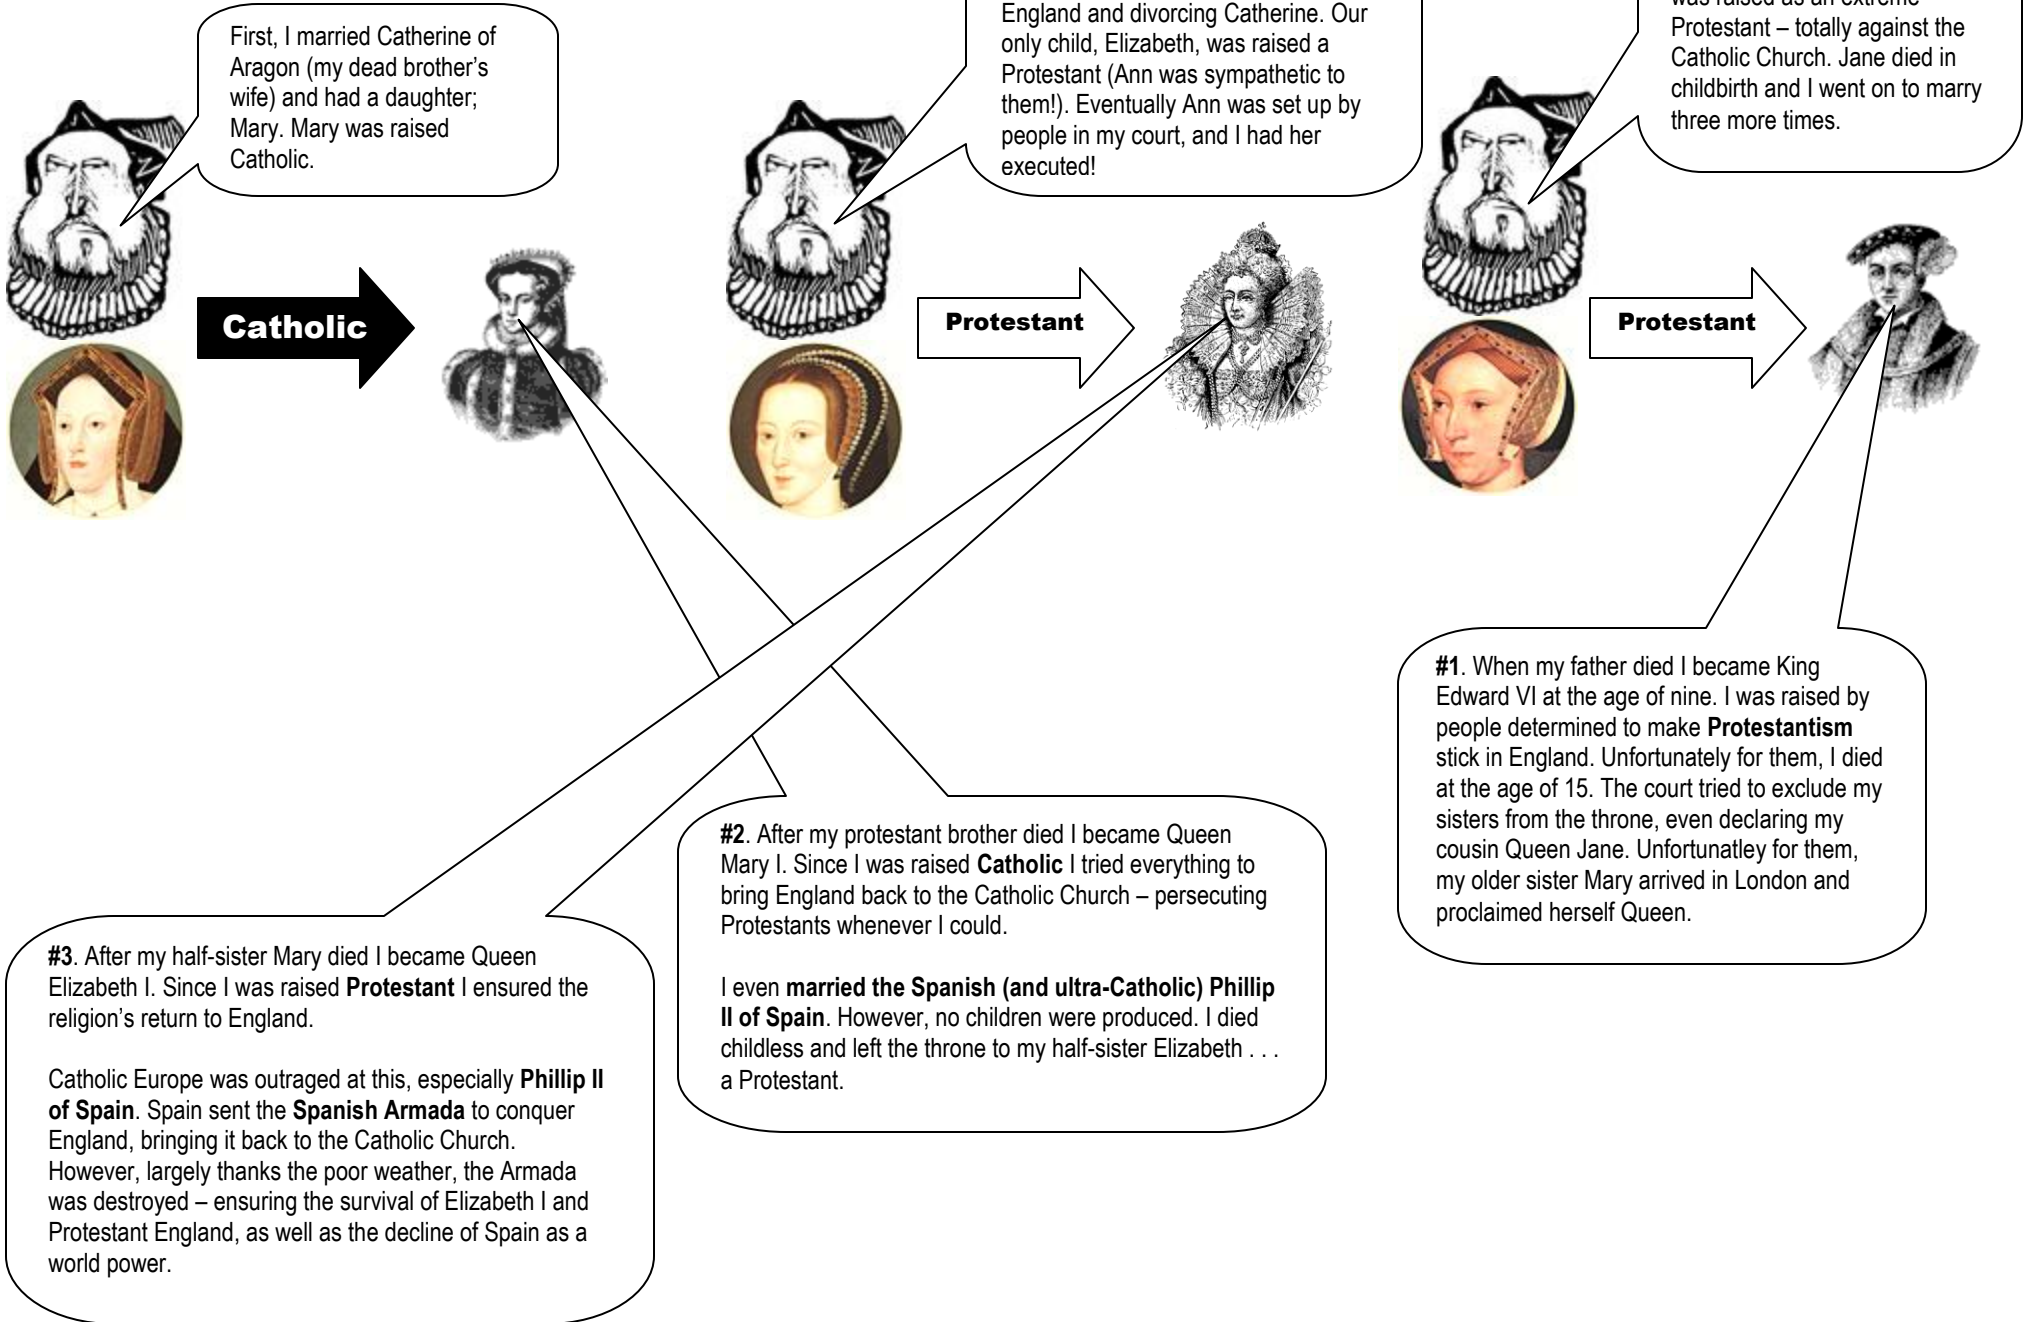 First, I married Catherine of
Aragon (my dead brother’s
wife) and had a daughter;
Mary. Mary was raised
Catholic.
England and divorcing Catherine. Our
only child, Elizabeth, was raised a
Protestant (Ann was sympathetic to
them!). Eventually Ann was set up by
people in my court, and I had her
executed!
was raised as an extreme
Protestant – totally against the
Catholic Church. Jane died in
childbirth and I went on to marry
three more times.
Catholic
Protestant
Protestant
#1. When my father died I became King
Edward VI at the age of nine. I was raised by
people determined to make Protestantism
stick in England. Unfortunately for them, I died
at the age of 15. The court tried to exclude my
sisters from the throne, even declaring my
cousin Queen Jane. Unfortunatley for them,
my older sister Mary arrived in London and
proclaimed herself Queen.
#2. After my protestant brother died I became Queen
Mary I. Since I was raised Catholic I tried everything to
bring England back to the Catholic Church – persecuting
Protestants whenever I could.
I even married the Spanish (and ultra-Catholic) Phillip
II of Spain. However, no children were produced. I died
childless and left the throne to my half-sister Elizabeth . . .
a Protestant.
#3. After my half-sister Mary died I became Queen
Elizabeth I. Since I was raised Protestant I ensured the
religion’s return to England.
Catholic Europe was outraged at this, especially Phillip II
of Spain. Spain sent the Spanish Armada to conquer
England, bringing it back to the Catholic Church.
However, largely thanks the poor weather, the Armada
was destroyed – ensuring the survival of Elizabeth I and
Protestant England, as well as the decline of Spain as a
world power.